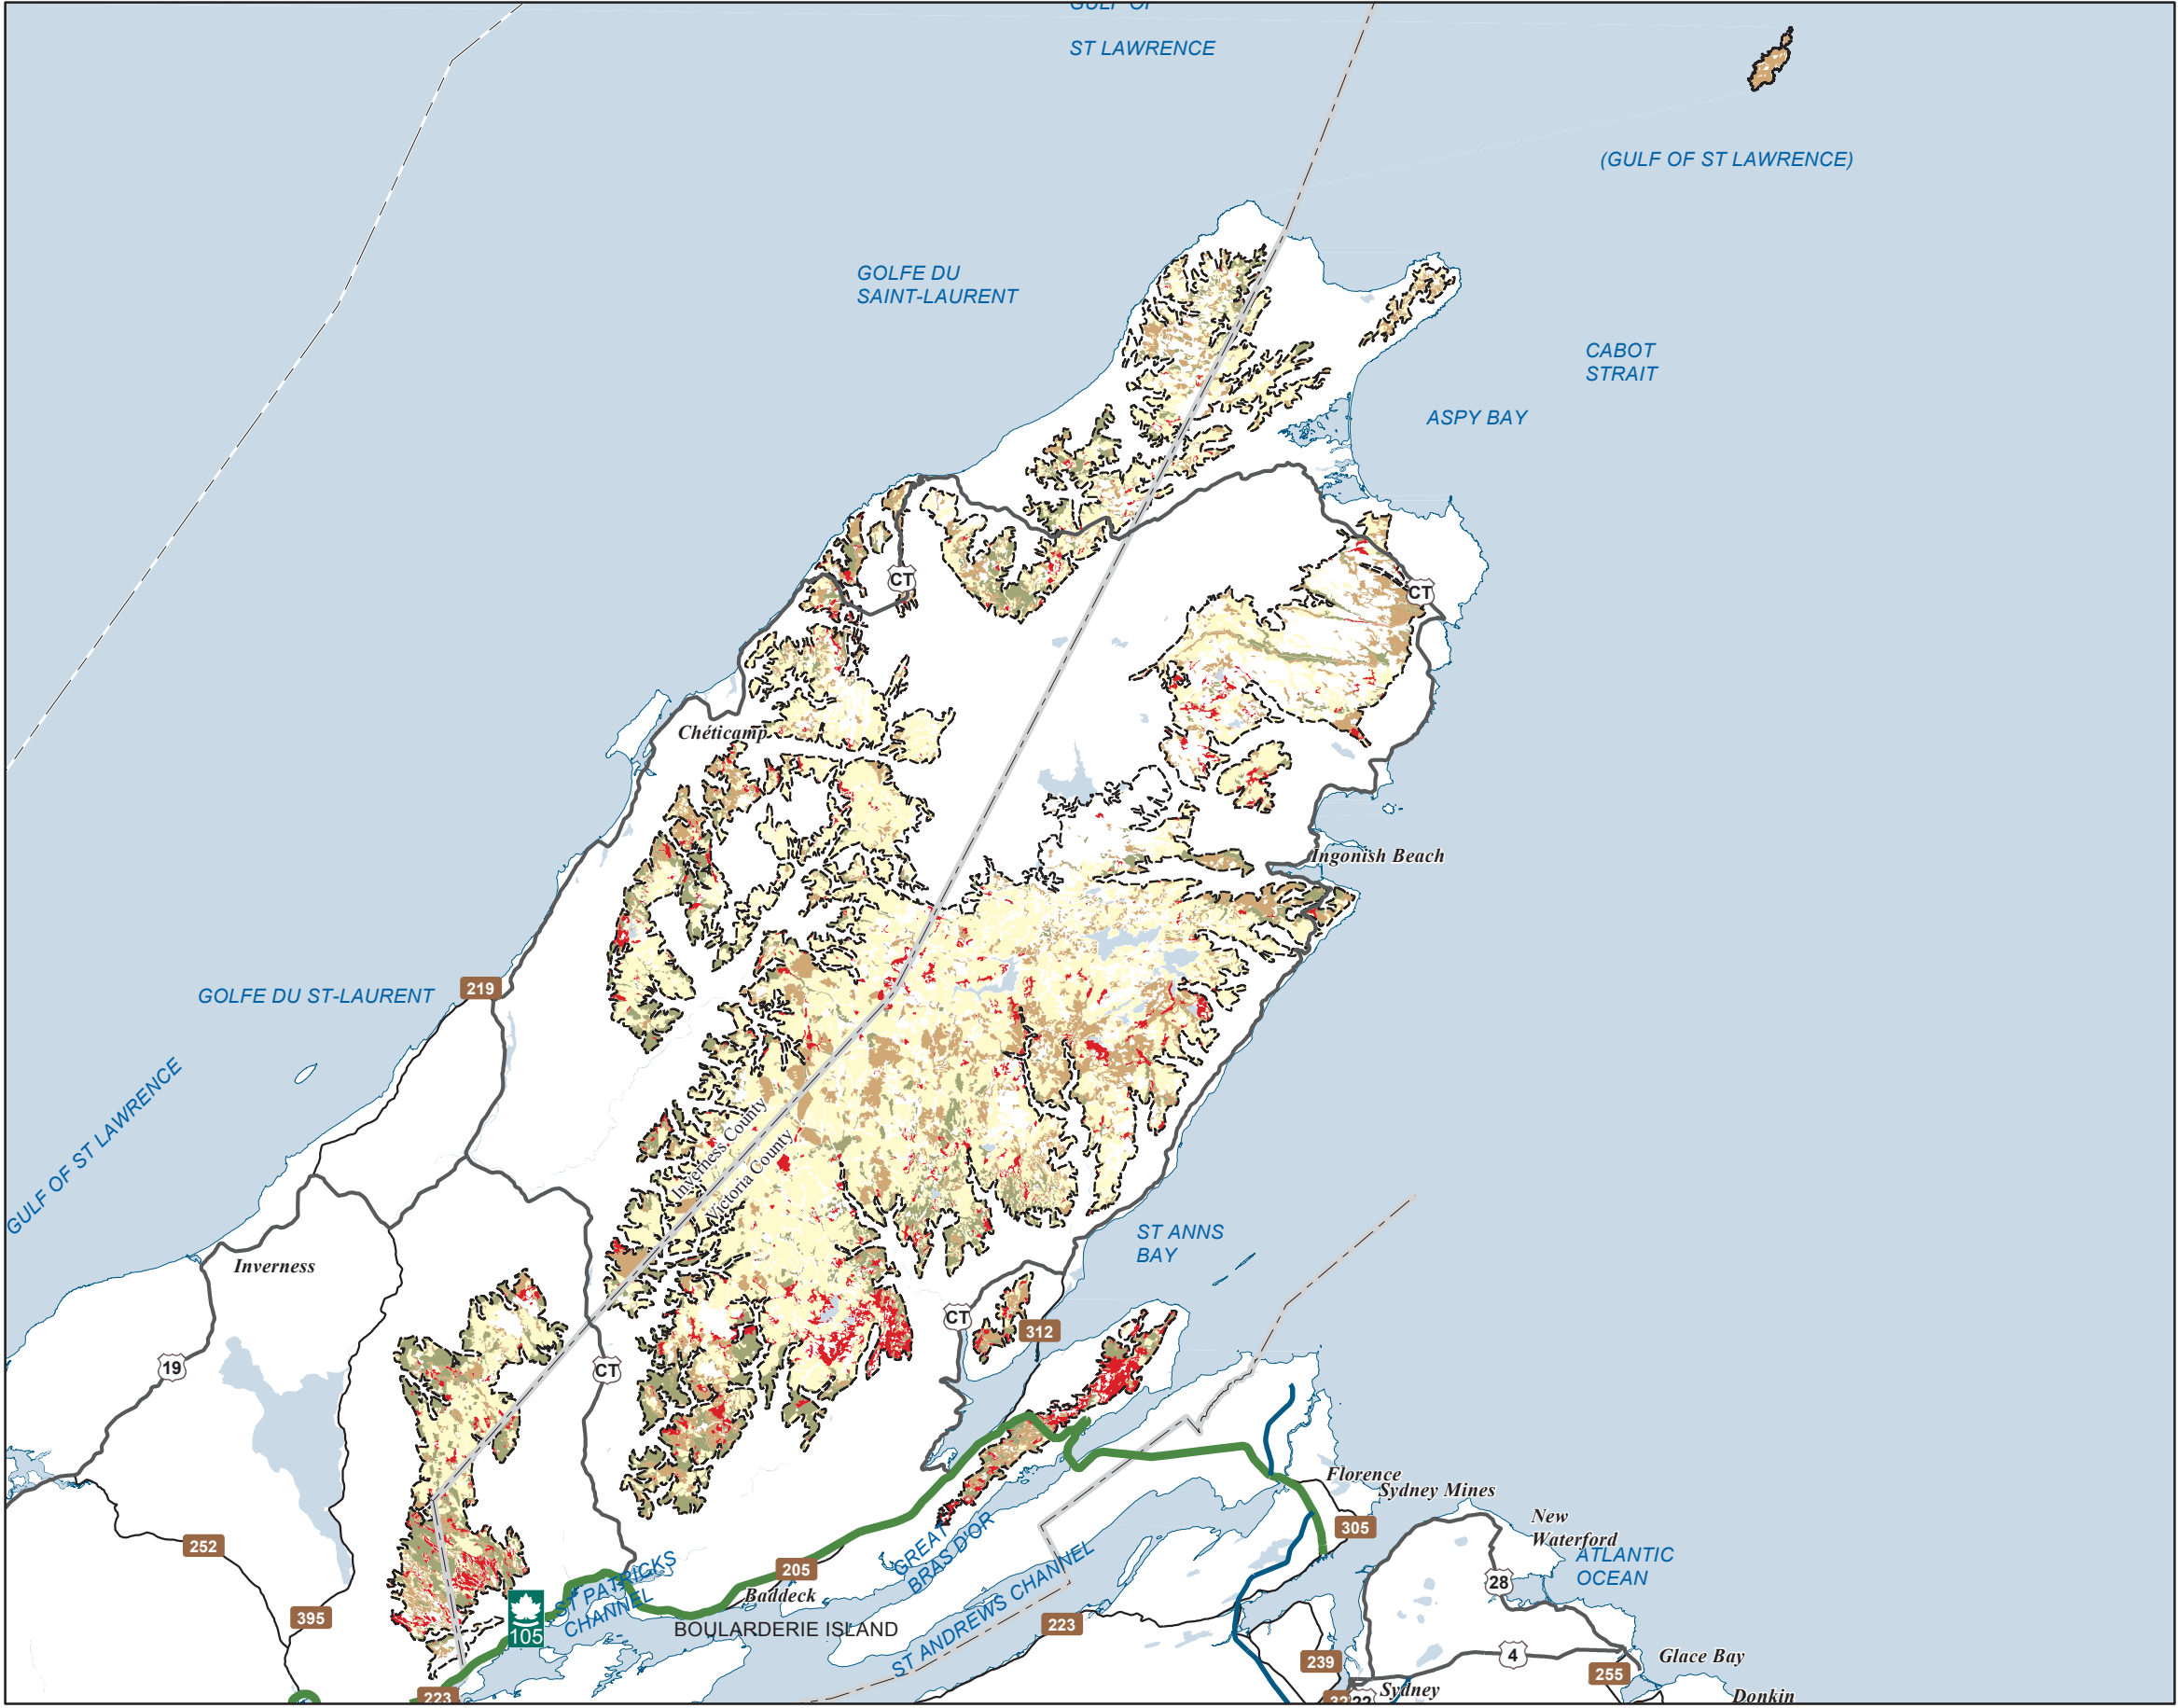 GULF OF
ST LAWRENCE
(GULF OF ST LAWRENCE)
GOLFE DU
SAINT-LAURENT
CABOT
STRAIT
ASPY BAY
CT
CT
Chéticamp
Ingonish Beach
219
GOLFE DU ST-LAURENT
GULF OF ST LAWRENCE
Inverness County
Victoria County
ST ANNS
BAY
Inverness
CT
312
19
CT
Florence
Sydney Mines
New
Waterford
305
252
GREAT
BRAS D'OR
ATLANTIC
OCEAN
205
28
ST PATRICKS
CHANNEL
Baddeck
395
105
BOULARDERIE ISLAND
ST ANDREWS CHANNEL
223
4
Glace Bay
239
255
223
22
Sydney
Donkin